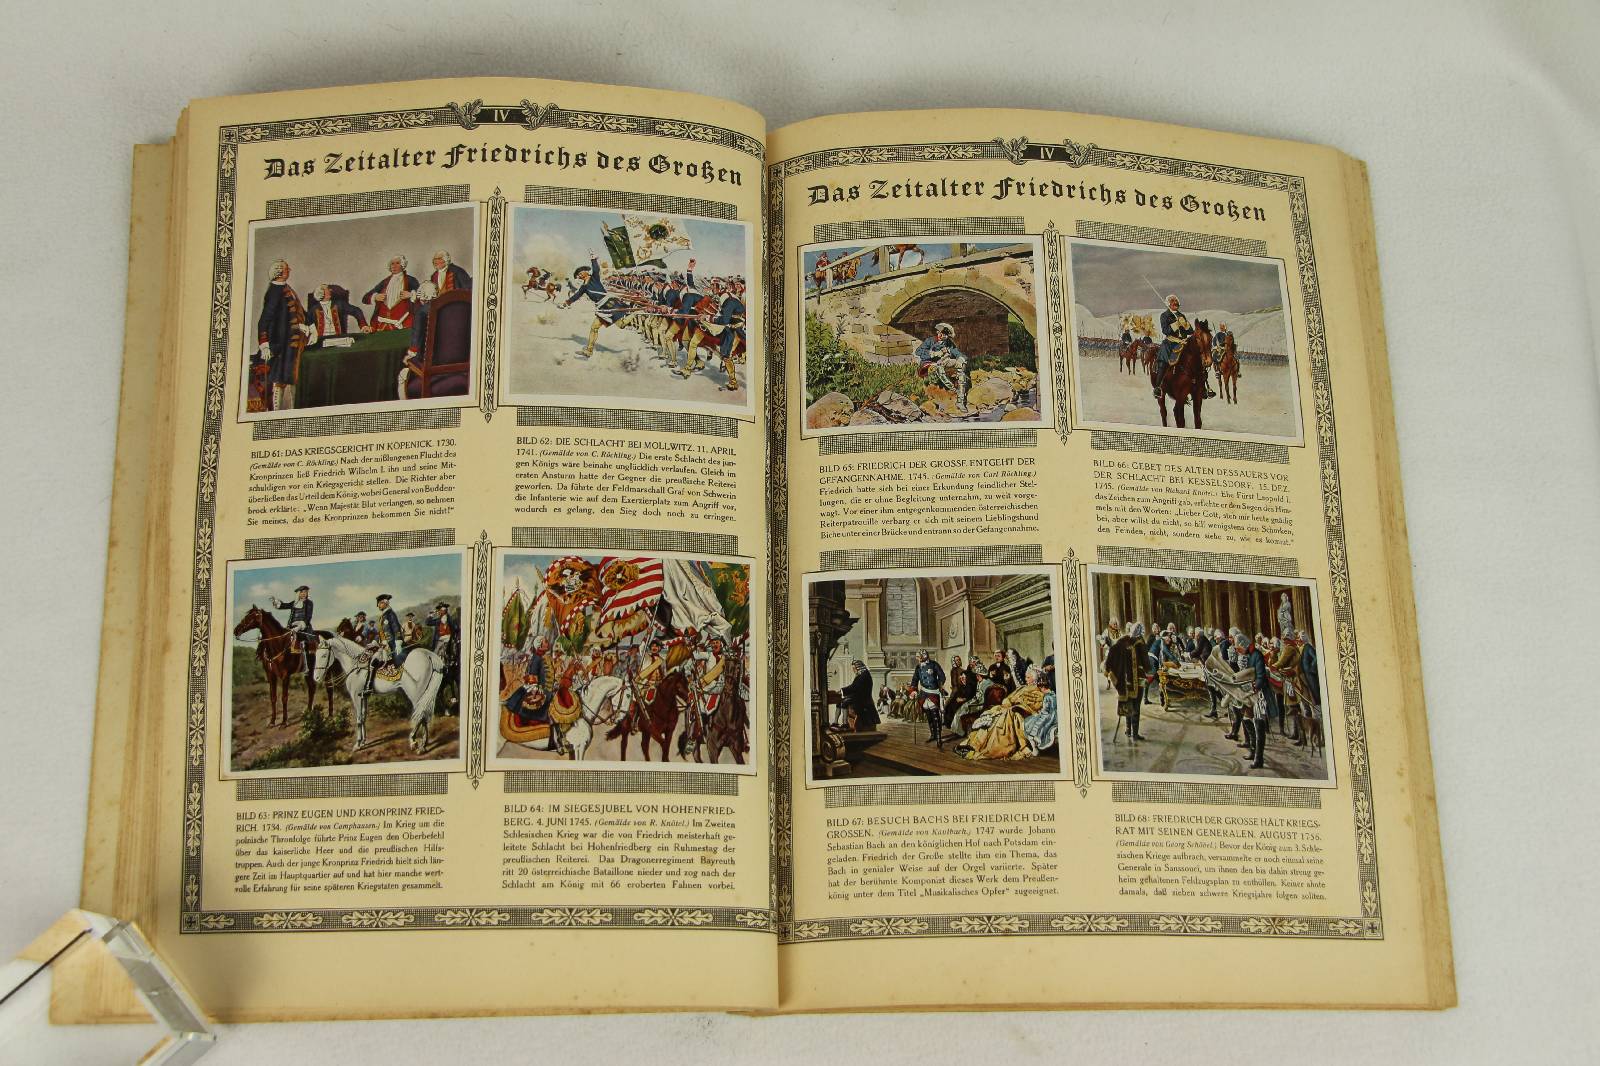 IV
Das Zeitalter Friedrichs des Großen
BILD 61: DAS KRIEGSGERICHT IN KÖPENICK. 1730.
(Gemälde von C. Röchling.) Nach der mißlungenen Flucht des
Kronprinzen ließ Friedrich Wilhelm I. ihn und seine Mit-
schuldigen vor ein Kriegsgericht stellen. Die Richter aber
überließen das Urteil dem König, wobei General von Budden-
brock erklärte: „Wenn Majestät Blut verlangen, so nehmen
Sie meines, das des Kronprinzen bekommen Sie nicht!“
BILD 62: DIE SCHLACHT BEI MOLLWITZ. 11. APRIL
1741. (Gemälde von C. Röchling.) Die erste Schlacht des jun-
gen Königs wäre beinahe unglücklich verlaufen. Gleich im
ersten Ansturm hatte der Gegner die preußische Reiterei
geworfen. Da führte der Feldmarschall Graf von Schwerin
die Infanterie wie auf dem Exerzierplatz zum Angriff vor,
wodurch es gelang, den Sieg doch noch zu erringen.
BILD 63: PRINZ EUGEN UND KRONPRINZ FRIED-
RICH. 1734. (Gemälde von Camphausen.) Im Krieg um die
polnische Thronfolge führte Prinz Eugen den Oberbefehl
über das kaiserliche Heer und die preußischen Hilfs-
truppen. Auch der junge Kronprinz Friedrich hielt sich län-
gere Zeit im Hauptquartier auf und hat hier manche wert-
volle Erfahrung für seine späteren Kriegstaten gesammelt.
BILD 64: IM SIEGESJUBEL VON HOHENFRIED-
BERG. 4. JUNI 1745. (Gemälde von R. Knötel.) Im Zweiten
Schlesischen Krieg war die von Friedrich meisterhaft ge-
leitete Schlacht bei Hohenfriedberg ein Ruhmestag der
preußischen Reiterei. Das Dragonerregiment Bayreuth
ritt 20 österreichische Bataillone nieder und zog nach der
Schlacht am König mit 66 eroberten Fahnen vorbei.
IV
Das Zeitalter Friedrichs des Großen
BILD 65: FRIEDRICH DER GROSSE ENTGEHT DER
GEFANGENNAHME. 1745. (Gemälde von Carl Röchling.)
Friedrich hatte sich bei einer Erkundung feindlicher Stel-
lungen, die er ohne Begleitung unternahm, zu weit vorge-
wagt. Vor einer ihm entgegenkommenden österreichischen
Reiterpatrouille verbarg er sich mit seinem Lieblingshund
Biche unter einer Brücke und entrann so der Gefangennahme.
BILD 66: GEBET DES ALTEN DESSAUERS VOR
DER SCHLACHT BEI KESSELSDORF. 15. DEZ.
1745. (Gemälde von Richard Knötel.) Ehe Fürst Leopold I.
das Zeichen zum Angriff gab, erflehte er den Segen des Him-
mels mit den Worten: „Lieber Gott, steh mir heute gnädig
bei, aber willst du nicht, so hilf wenigstens den Schurken,
den Feinden, nicht, sondern siehe zu, wie es kommt.“
BILD 67: BESUCH BACHS BEI FRIEDRICH DEM
GROSSEN. (Gemälde von Kaulbach.) 1747 wurde Johann
Sebastian Bach an den königlichen Hof nach Potsdam ein-
geladen. Friedrich der Große stellte ihm ein Thema, das
Bach in genialer Weise auf der Orgel variierte. Später
hat der berühmte Komponist dieses Werk dem Preußen-
könig unter dem Titel „Musikalisches Opfer“ zugeeignet.
BILD 68: FRIEDRICH DER GROSSE HÄLT KRIEGS-
RAT MIT SEINEN GENERALEN. AUGUST 1756.
(Gemälde von Georg Schöbel.) Bevor der König zum 3. Schle-
sischen Kriege aufbrach, versammelte er noch einmal seine
Generale in Sanssouci, um ihnen den bis dahin streng ge-
heim gehaltenen Feldzugsplan zu enthüllen. Keiner ahnte
damals, daß sieben schwere Kriegsjahre folgen sollten.